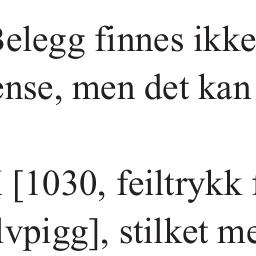 Belegg finnes ikke
ense, men det kan
[1030, feiltrykk f
lvpigg], stilket me